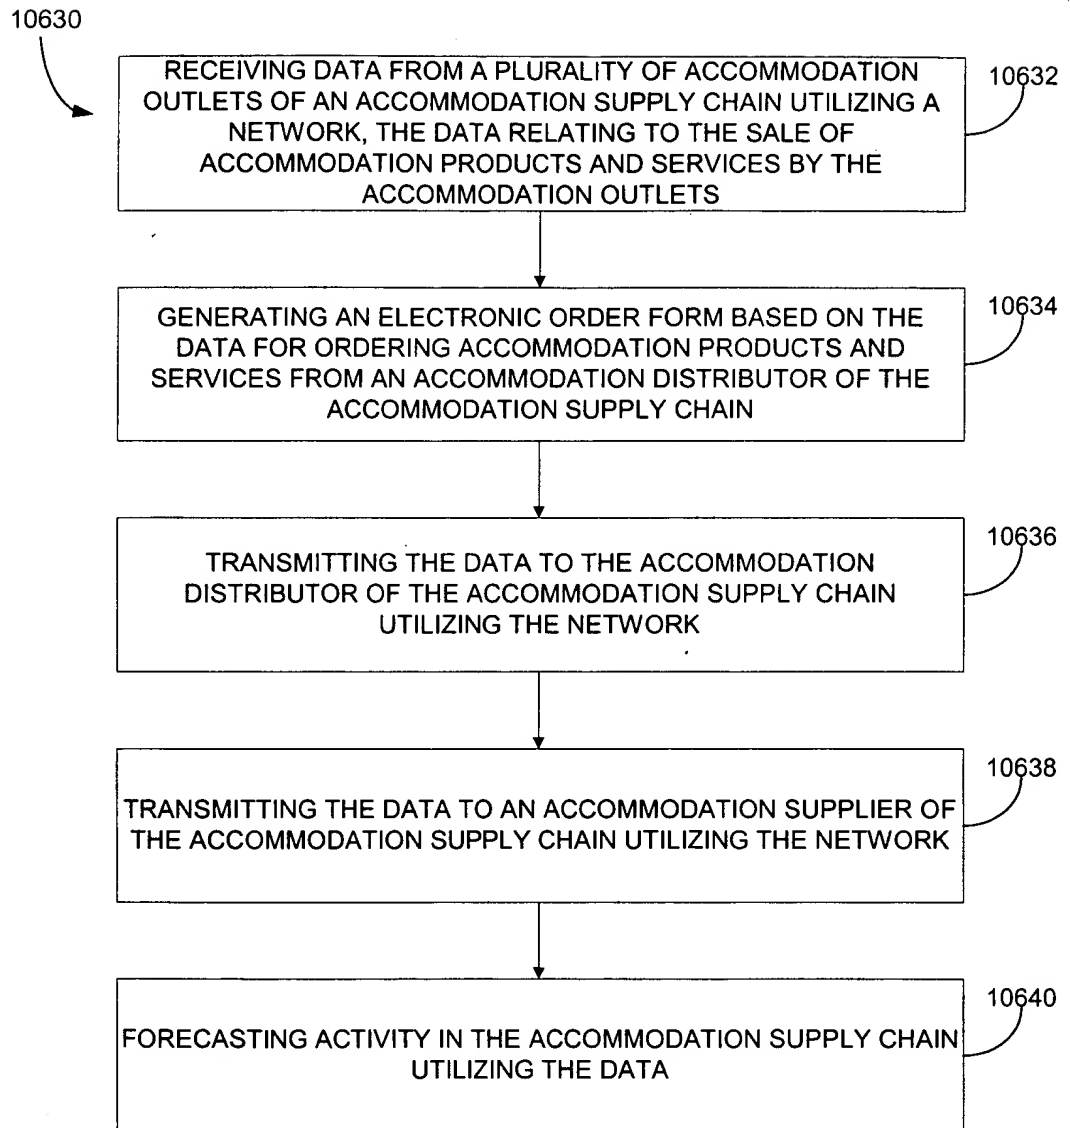 10630
RECEIVING DATA FROM A PLURALITY OF ACCOMMODATION
OUTLETS OF AN ACCOMMODATION SUPPLY CHAIN UTILIZING A
NETWORK, THE DATA RELATING TO THE SALE OF
ACCOMMODATION PRODUCTS AND SERVICES BY THE
ACCOMMODATION OUTLETS
10632
GENERATING AN ELECTRONIC ORDER FORM BASED ON THE
DATA FOR ORDERING ACCOMMODATION PRODUCTS AND
SERVICES FROM AN ACCOMMODATION DISTRIBUTOR OF THE
ACCOMMODATION SUPPLY CHAIN
10634
TRANSMITTING THE DATA TO THE ACCOMMODATION
DISTRIBUTOR OF THE ACCOMMODATION SUPPLY CHAIN
UTILIZING THE NETWORK
10636
TRANSMITTING THE DATA TO AN ACCOMMODATION SUPPLIER OF
THE ACCOMMODATION SUPPLY CHAIN UTILIZING THE NETWORK
10638
FORECASTING ACTIVITY IN THE ACCOMMODATION SUPPLY CHAIN
UTILIZING THE DATA
10640